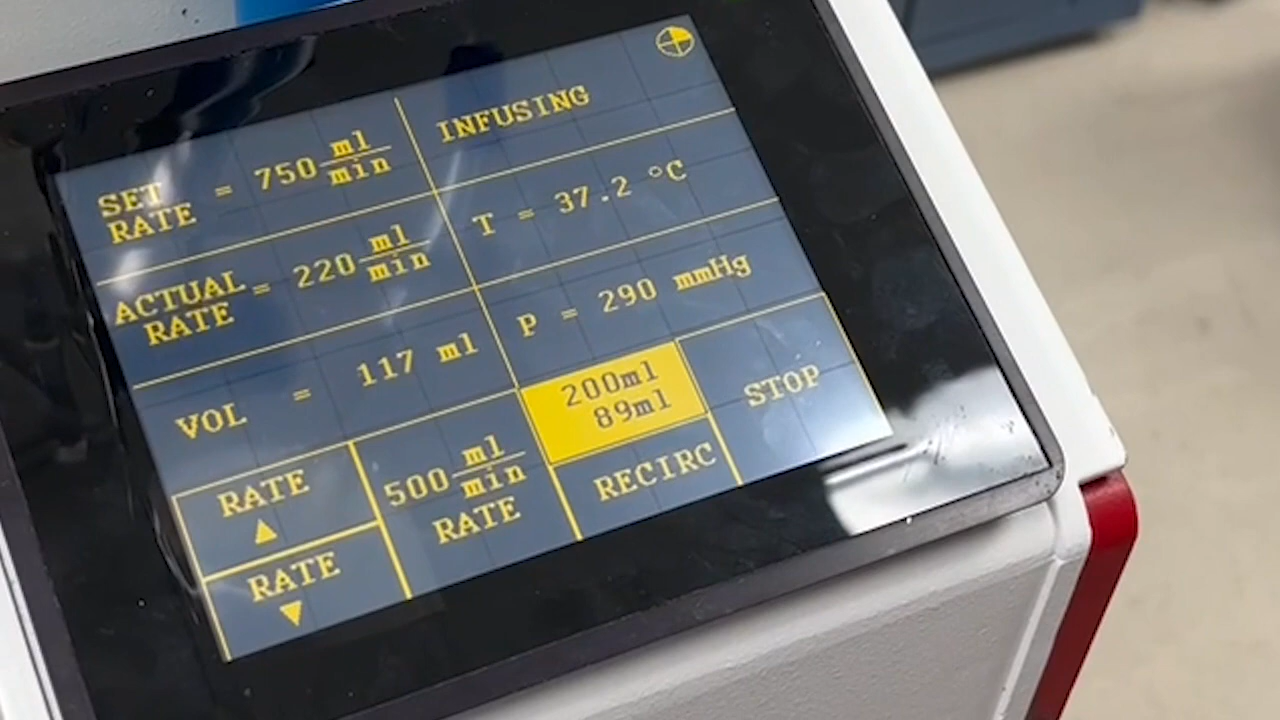 SET RATE = 750 ml/min
INFUSING
ACTUAL RATE = 220 ml/min
T = 37.2 °C
VOL = 117 ml
P = 290 mmHg
RATE ▲
RATE ▼
500 ml/min
RATE
200ml
89ml
RECIRC
STOP